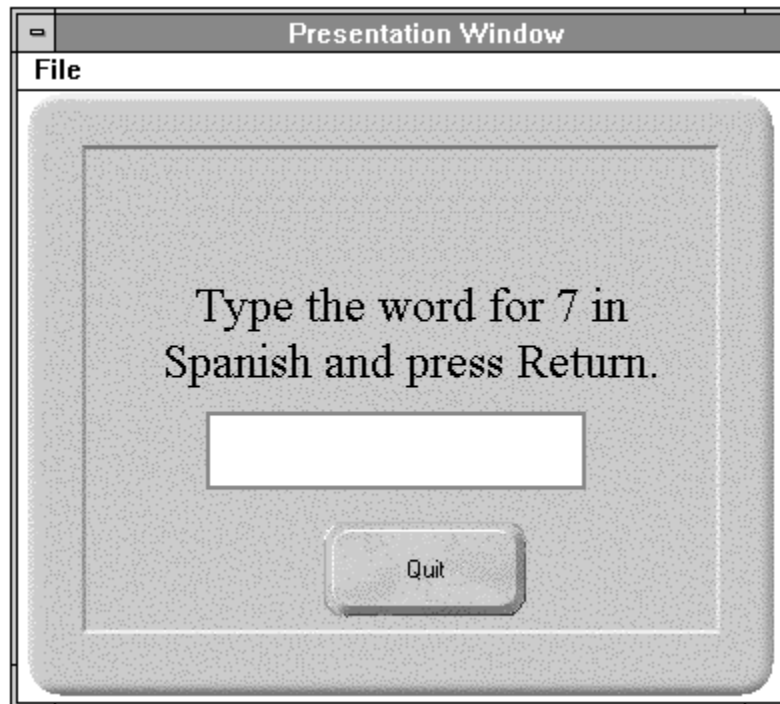 Presentation Window
File
Type the word for 7 in
Spanish and press Return.
Quit